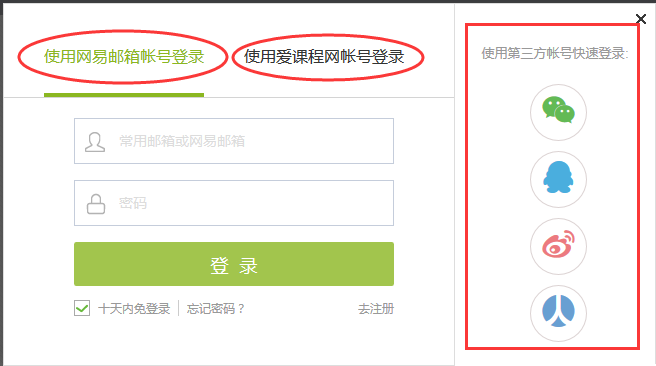 使用网易邮箱帐号登录 使用爱课程网帐号登录
常用邮箱或网易邮箱
密码
登录
十天内免登录 忘记密码？ 去注册
使用第三方帐号快速登录: